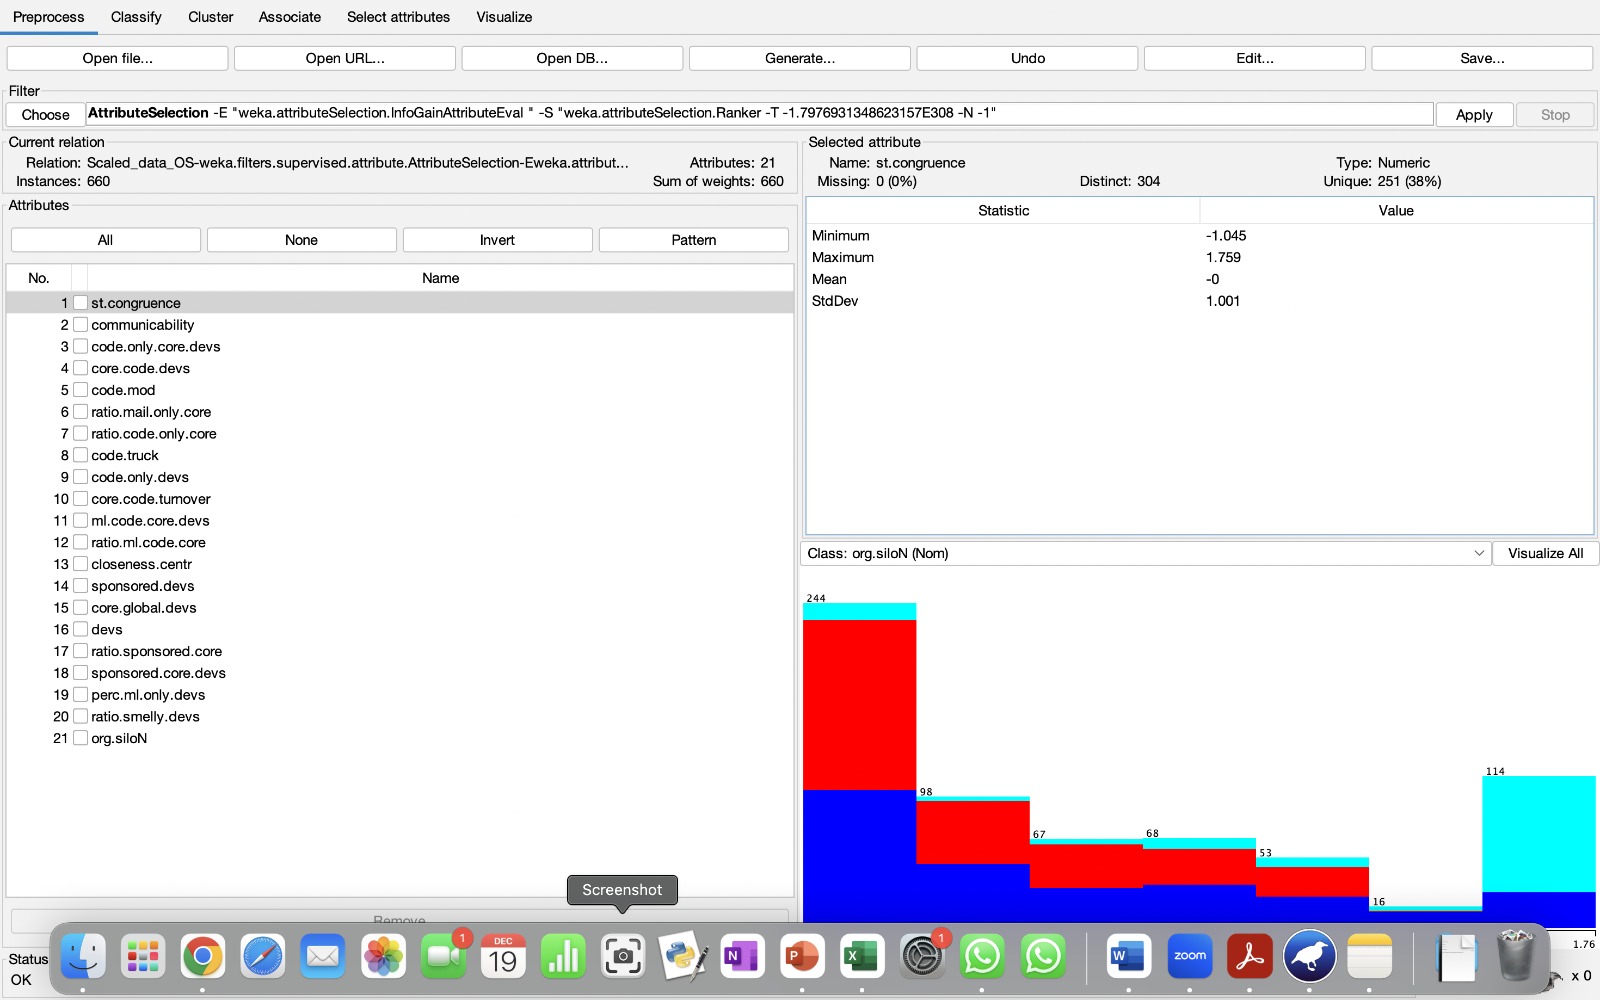 Preprocess Classify Cluster Associate Select attributes Visualize
Open file... Open URL... Open DB... Generate... Undo Edit... Save...
Filter
Choose AttributeSelection -E "weka.attributeSelection.InfoGainAttributeEval " -S "weka.attributeSelection.Ranker -T -1.7976931348623157E308 -N -1" Apply Stop
Current relation
Relation: Scaled_data_OS-weka.filters.supervised.attribute.AttributeSelection-Eweka.attribut... Attributes: 21
Instances: 660 Sum of weights: 660
Attributes
All None Invert Pattern
No. Name
1 st.congruence
2 communicability
3 code.only.core.devs
4 core.code.devs
5 code.mod
6 ratio.mail.only.core
7 ratio.code.only.core
8 code.truck
9 code.only.devs
10 core.code.turnover
11 ml.code.core.devs
12 ratio.ml.code.core
13 closeness.centr
14 sponsored.devs
15 core.global.devs
16 devs
17 ratio.sponsored.core
18 sponsored.core.devs
19 perc.ml.only.devs
20 ratio.smelly.devs
21 org.siloN
Remove
Selected attribute
Name: st.congruence Type: Numeric
Missing: 0 (0%) Distinct: 304 Unique: 251 (38%)
Statistic Value
Minimum -1.045
Maximum 1.759
Mean -0
StdDev 1.001
Class: org.siloN (Nom) Visualize All
244
98
67
68
53
16
114
1.76
Screenshot
1
DEC
19
N
P
X
1
W
zoom
Status
OK
x 0